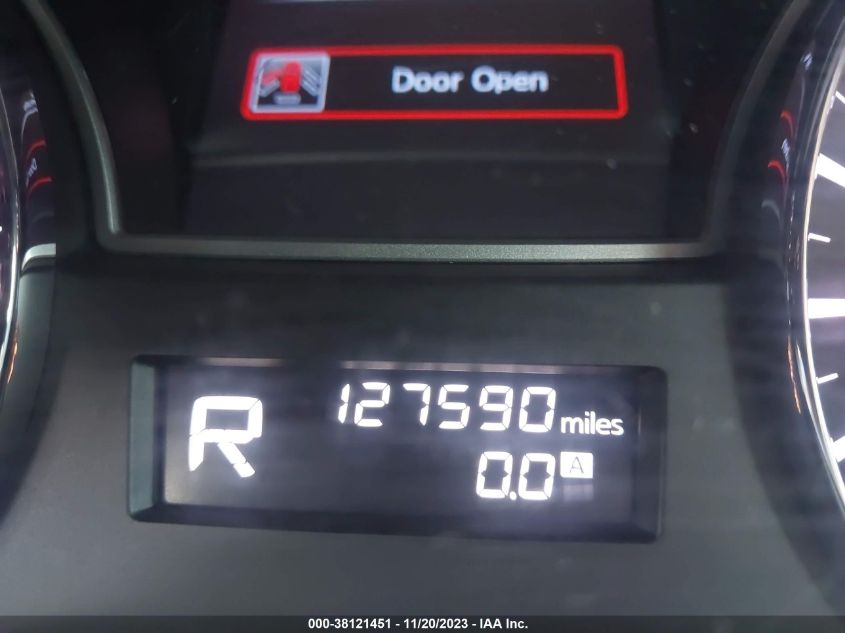 Door Open
R 127590 miles
0.0 A
000-38121451 - 11/20/2023 - IAA Inc.